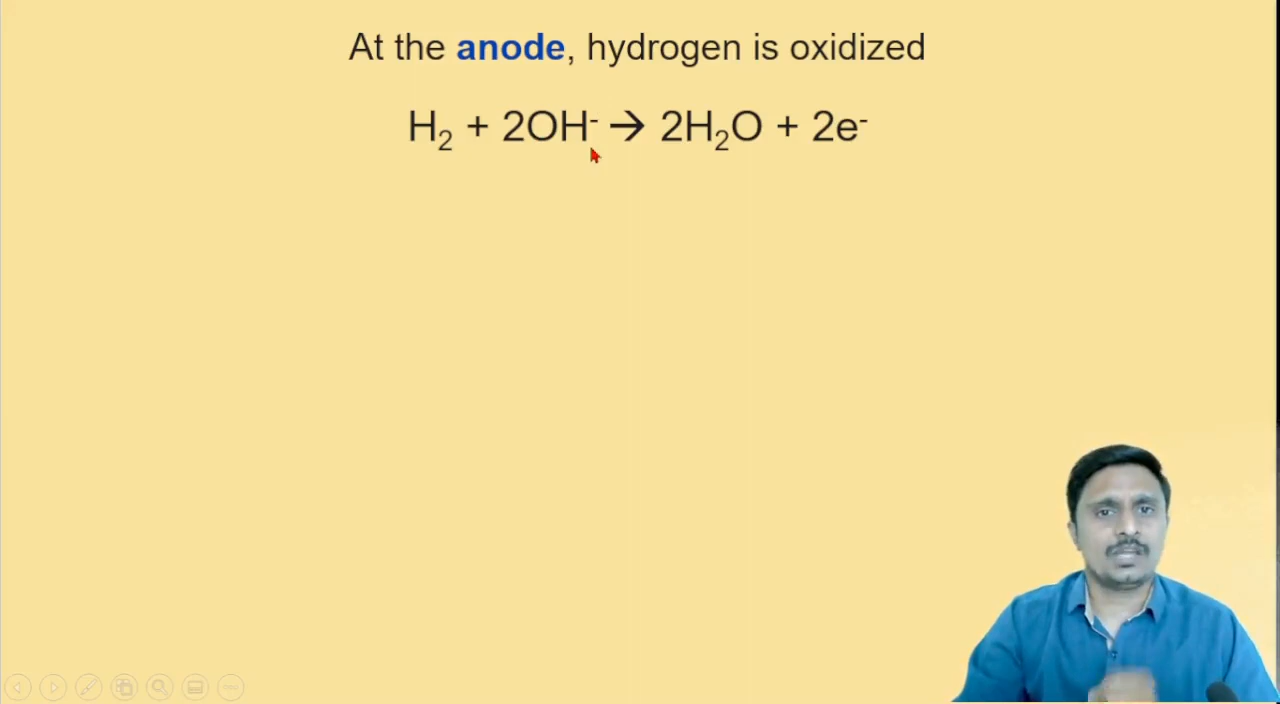 At the anode, hydrogen is oxidized
H₂ + 2OH⁻ → 2H₂O + 2e⁻